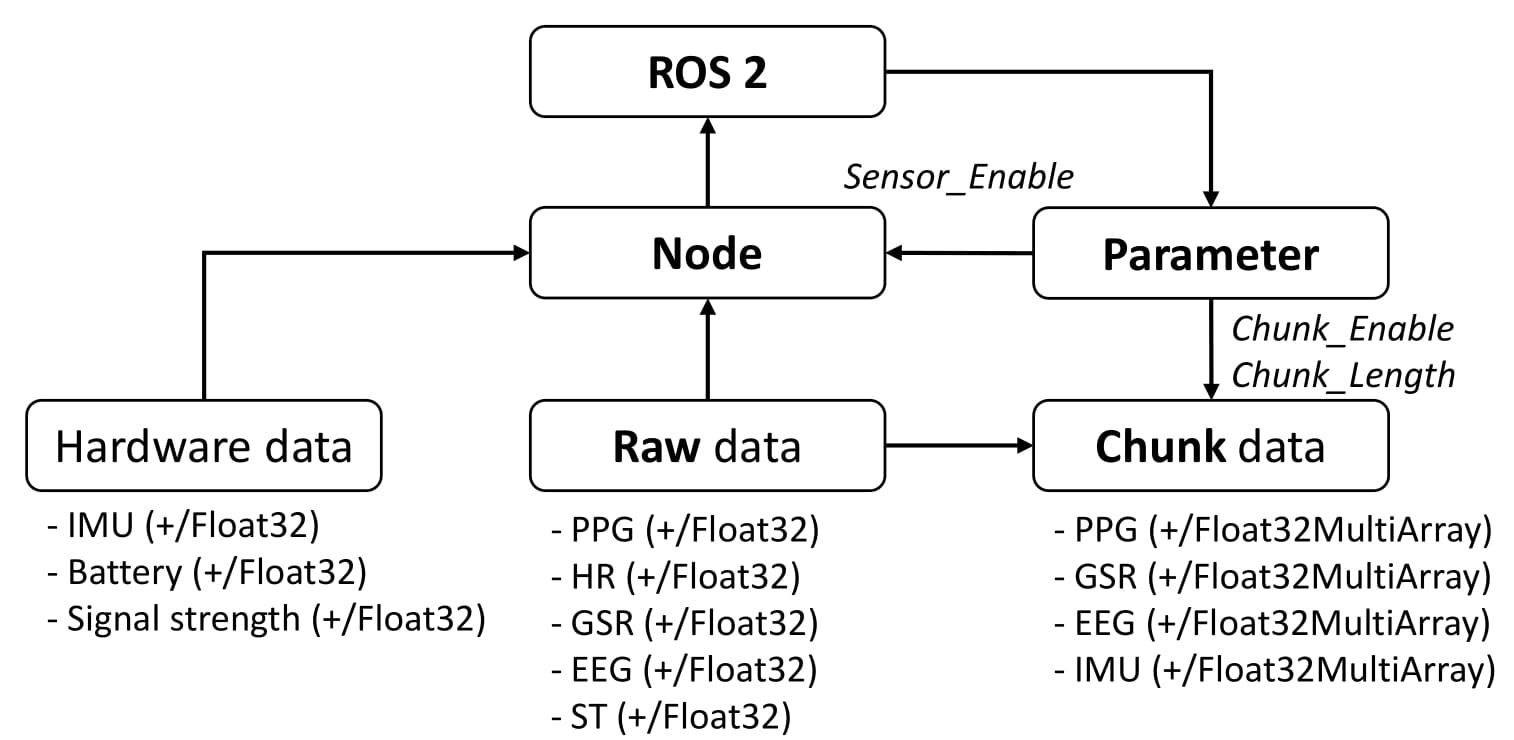 ROS 2
Sensor_Enable
Node
Parameter
Chunk_Enable
Chunk_Length
Hardware data
- IMU (+/Float32)
- Battery (+/Float32)
- Signal strength (+/Float32)
Raw data
- PPG (+/Float32)
- HR (+/Float32)
- GSR (+/Float32)
- EEG (+/Float32)
- ST (+/Float32)
Chunk data
- PPG (+/Float32MultiArray)
- GSR (+/Float32MultiArray)
- EEG (+/Float32MultiArray)
- IMU (+/Float32MultiArray)